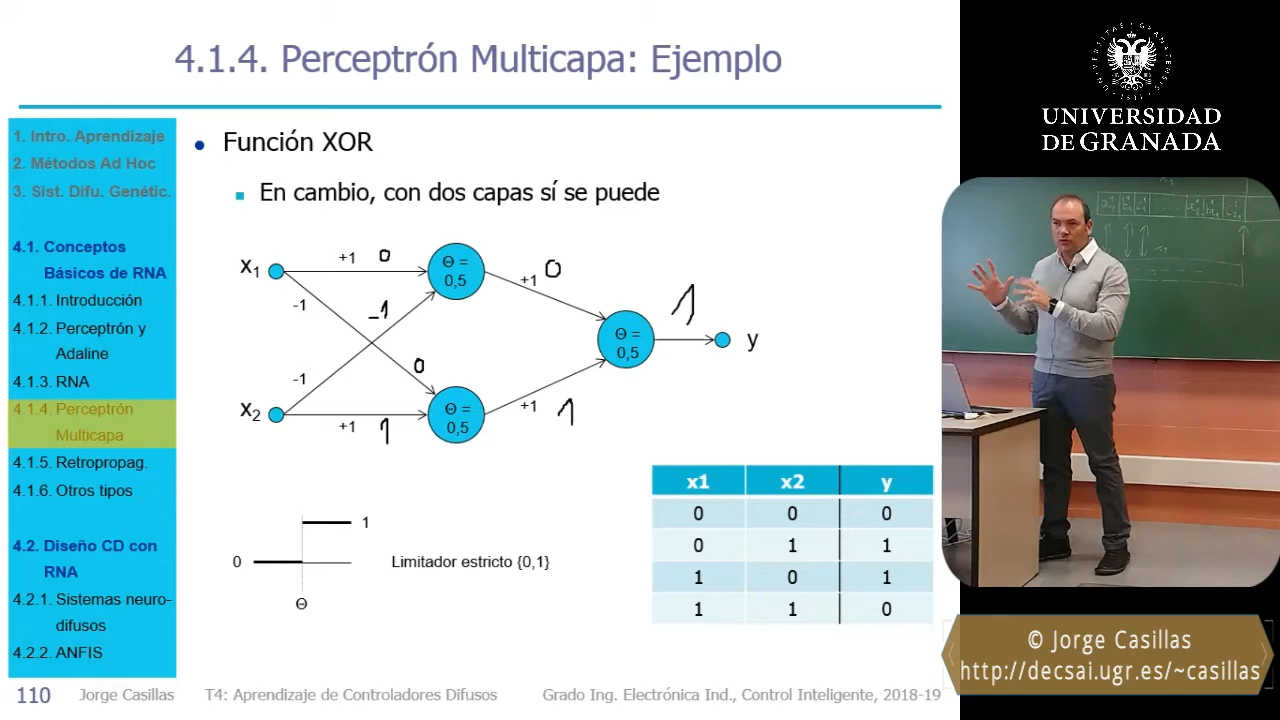 4.1.4. Perceptrón Multicapa: Ejemplo
1. Intro. Aprendizaje
2. Métodos Ad Hoc
3. Sist. Difu. Genétic.
4.1. Conceptos
Básicos de RNA
4.1.1. Introducción
4.1.2. Perceptrón y
Adaline
4.1.3. RNA
4.1.4. Perceptrón
Multicapa
4.1.5. Retropropag.
4.1.6. Otros tipos
4.2. Diseño CD con
RNA
4.2.1. Sistemas neuro-
difusos
4.2.2. ANFIS
• Función XOR
▪ En cambio, con dos capas sí se puede
x1
+1 0
-1
-1
Θ =
0,5
+1 0
x2
-1
0
+1 1
Θ =
0,5
+1 1
Θ =
0,5
1
y
0
1
Θ
Limitador estricto {0,1}
x1 x2 y
0 0 0
0 1 1
1 0 1
1 1 0
110 Jorge Casillas T4: Aprendizaje de Controladores Difusos Grado Ing. Electrónica Ind., Control Inteligente, 2018-19
UNIVERSIDAD
DE GRANADA
© Jorge Casillas
http://decsai.ugr.es/~casillas